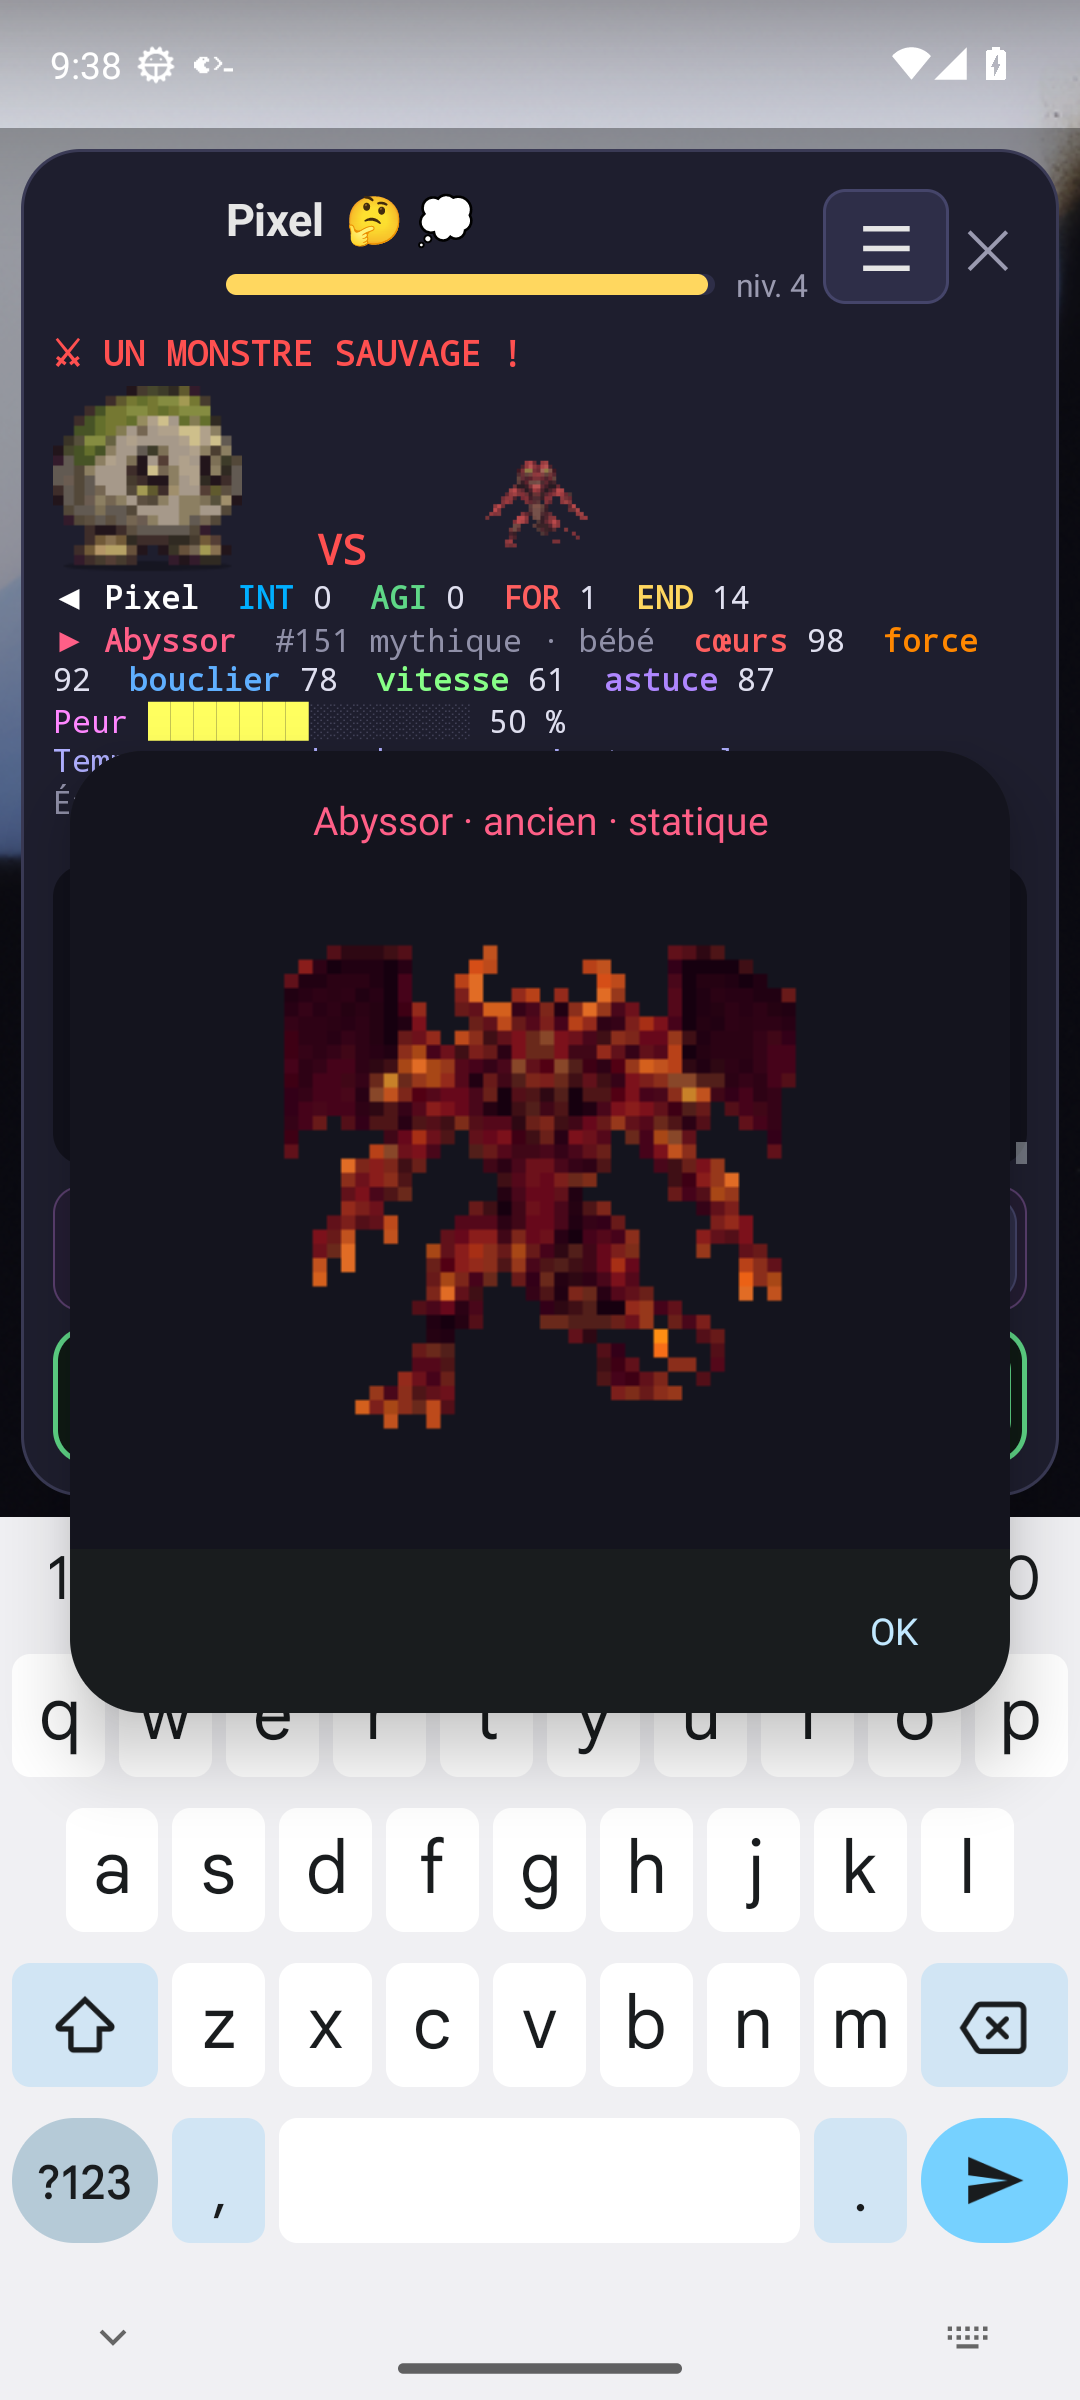 9:38
Pixel
niv. 4
⚔ UN MONSTRE SAUVAGE !
VS
◄ Pixel INT 0 AGI 0 FOR 1 END 14
► Abyssor #151 mythique · bébé cœurs 98 force
92 bouclier 78 vitesse 61 astuce 87
Peur 50 %
Abyssor · ancien · statique
OK
1 0
q w e r t y u i o p
a s d f g h j k l
z x c v b n m
?123 , .